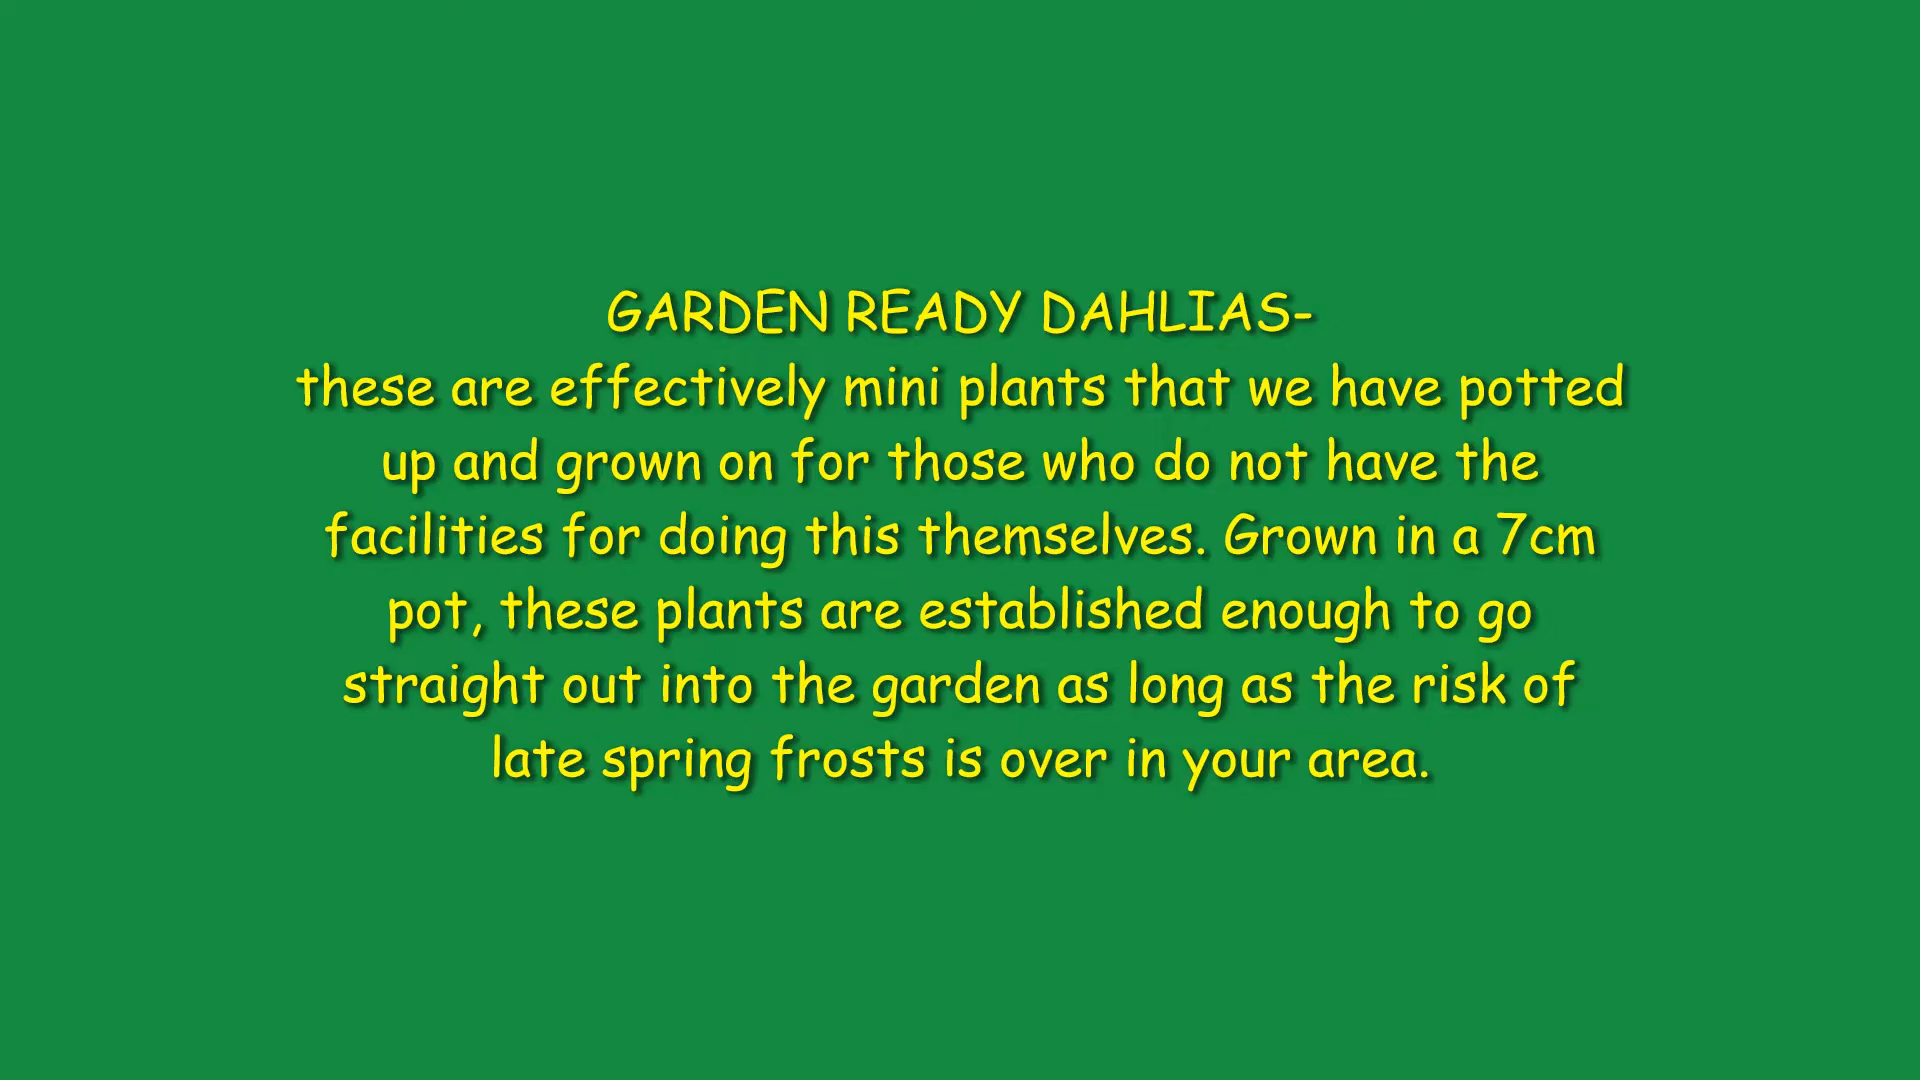 GARDEN READY DAHLIAS-
these are effectively mini plants that we have potted
up and grown on for those who do not have the
facilities for doing this themselves. Grown in a 7cm
pot, these plants are established enough to go
straight out into the garden as long as the risk of
late spring frosts is over in your area.